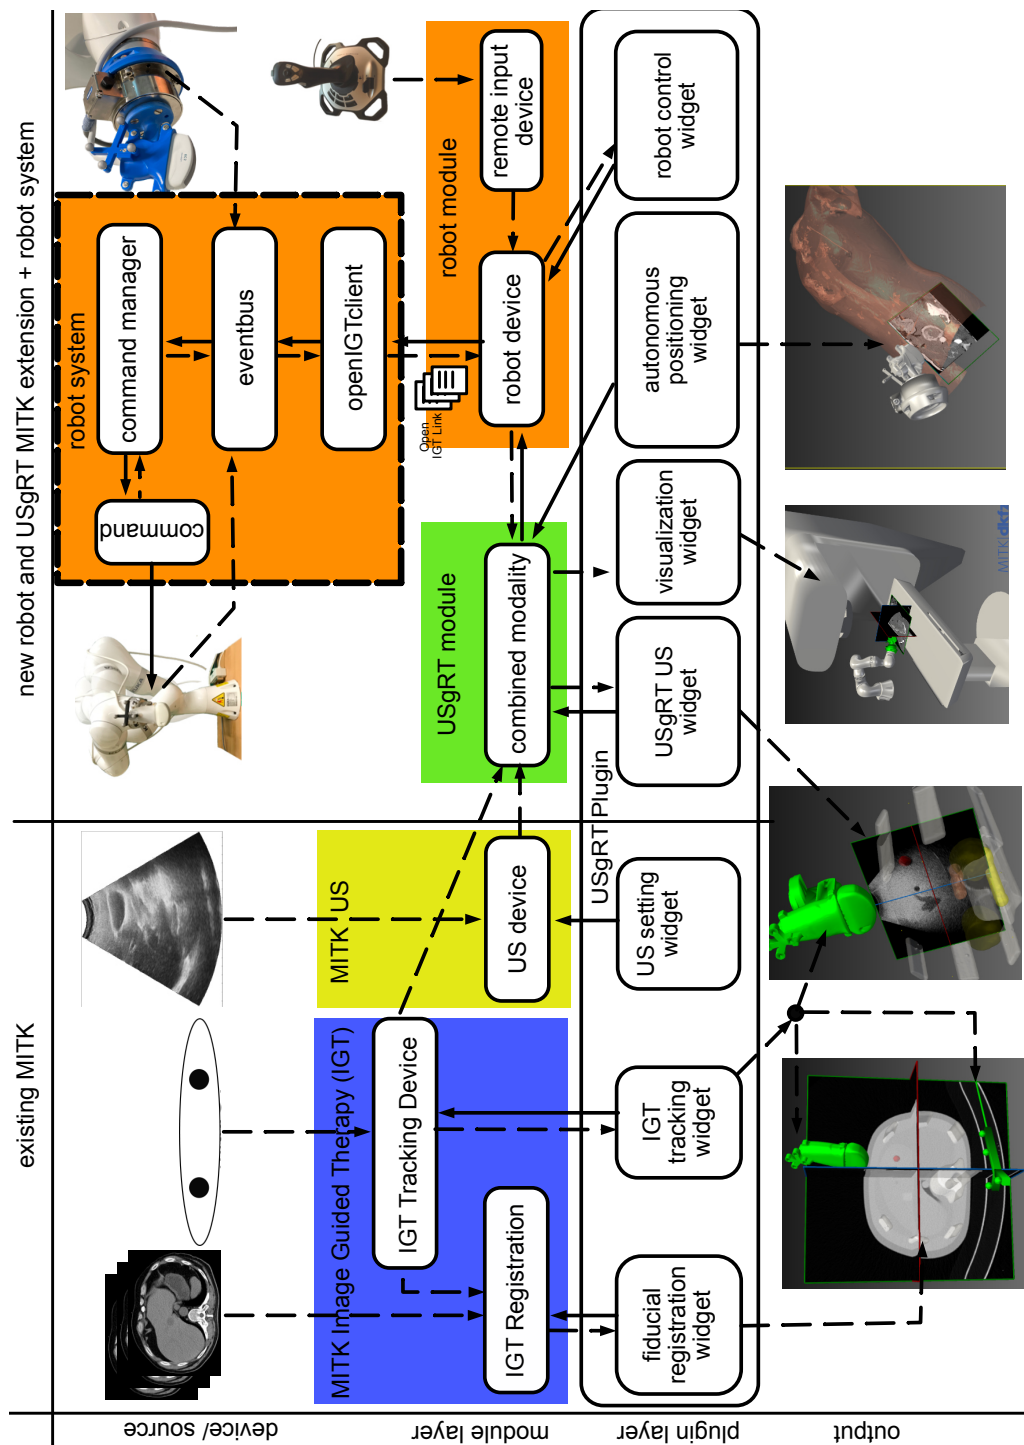 existing MITK
new robot and USgRT MITK extension + robot system
device/ source
module layer
plugin layer
output
MITK Image Guided Therapy (IGT)
IGT Tracking Device
IGT Registration
MITK US
US device
USgRT module
combined modality
robot system
command manager
command
eventbus
openIGTclient
Open
IGT Link
robot module
robot device
remote input
device
USgRT Plugin
fiducial
registration
widget
IGT
tracking
widget
US setting
widget
USgRT US
widget
visualization
widget
autonomous
positioning
widget
robot control
widget
MITK dkfz